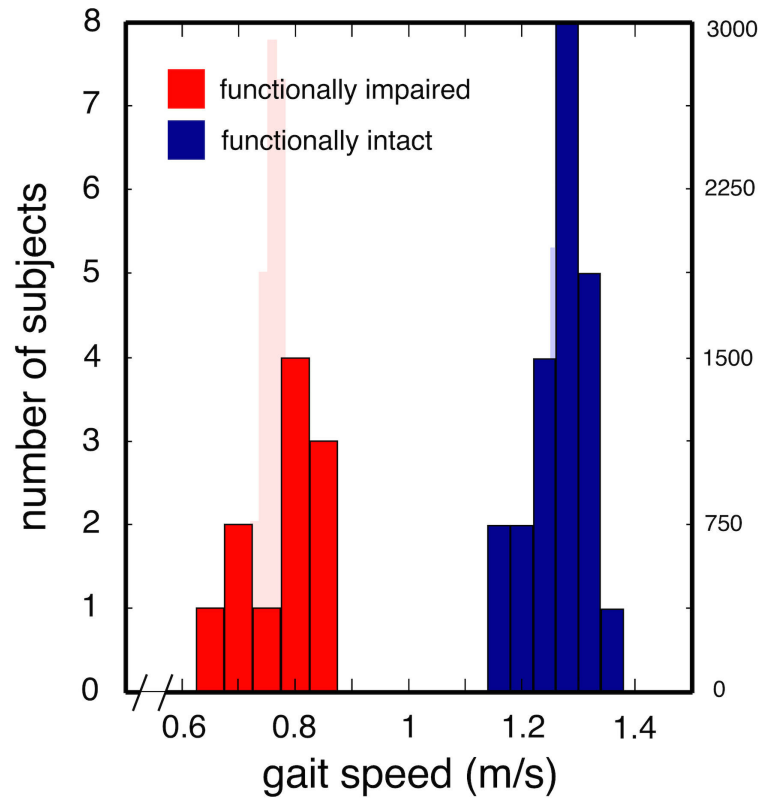 8
7
6
5
4
3
2
1
0
number of subjects
functionally impaired
functionally intact
3000
2250
1500
750
0
0.6 0.8 1 1.2 1.4
gait speed (m/s)